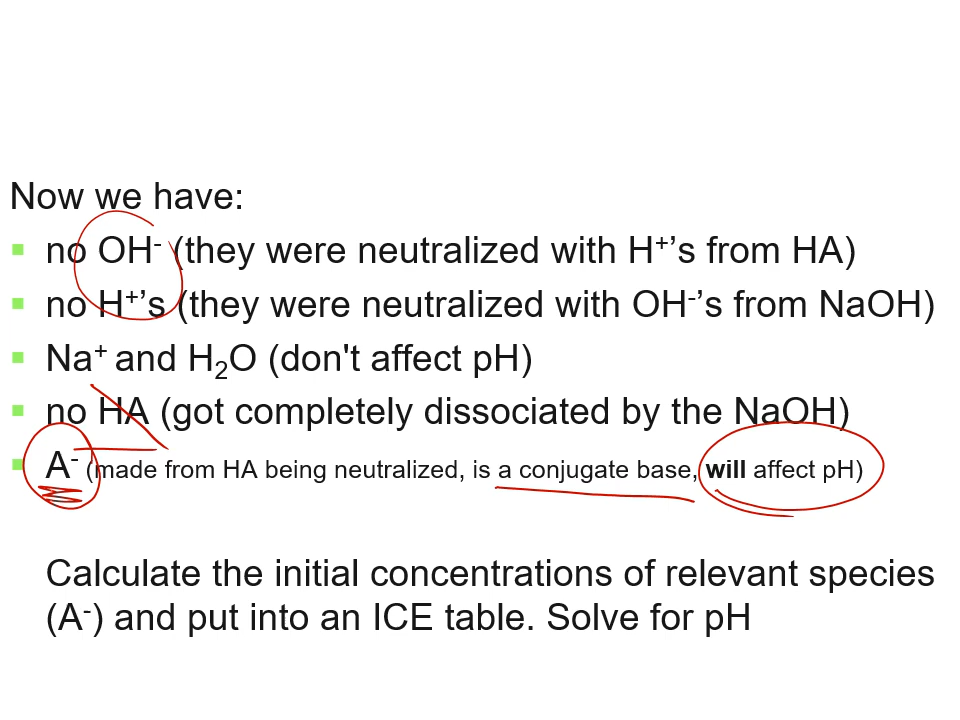 Now we have:
no OH⁻ (they were neutralized with H⁺’s from HA)
no H⁺’s (they were neutralized with OH⁻’s from NaOH)
Na⁺ and H₂O (don't affect pH)
no HA (got completely dissociated by the NaOH)
A⁻ (made from HA being neutralized, is a conjugate base, will affect pH)
Calculate the initial concentrations of relevant species
(A⁻) and put into an ICE table. Solve for pH